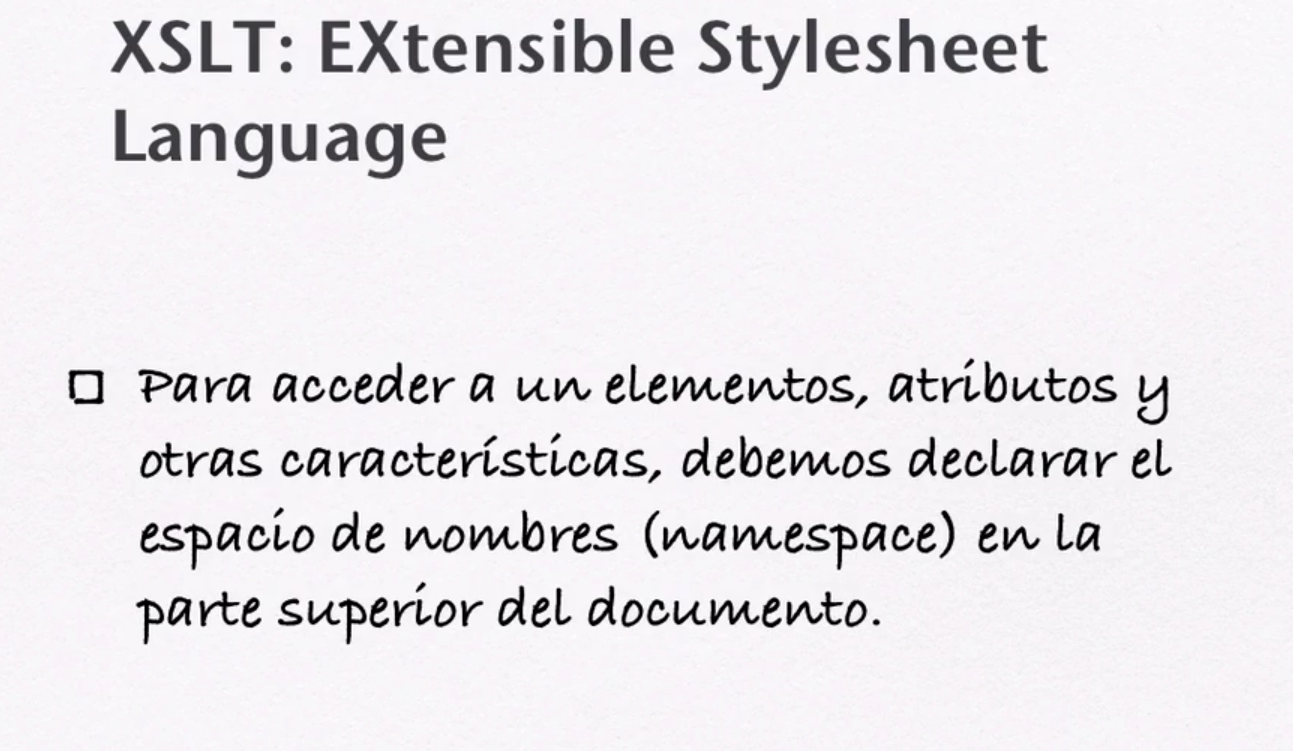 XSLT: EXtensible Stylesheet
Language
Para acceder a un elementos, atributos y
otras características, debemos declarar el
espacio de nombres (namespace) en la
parte superior del documento.